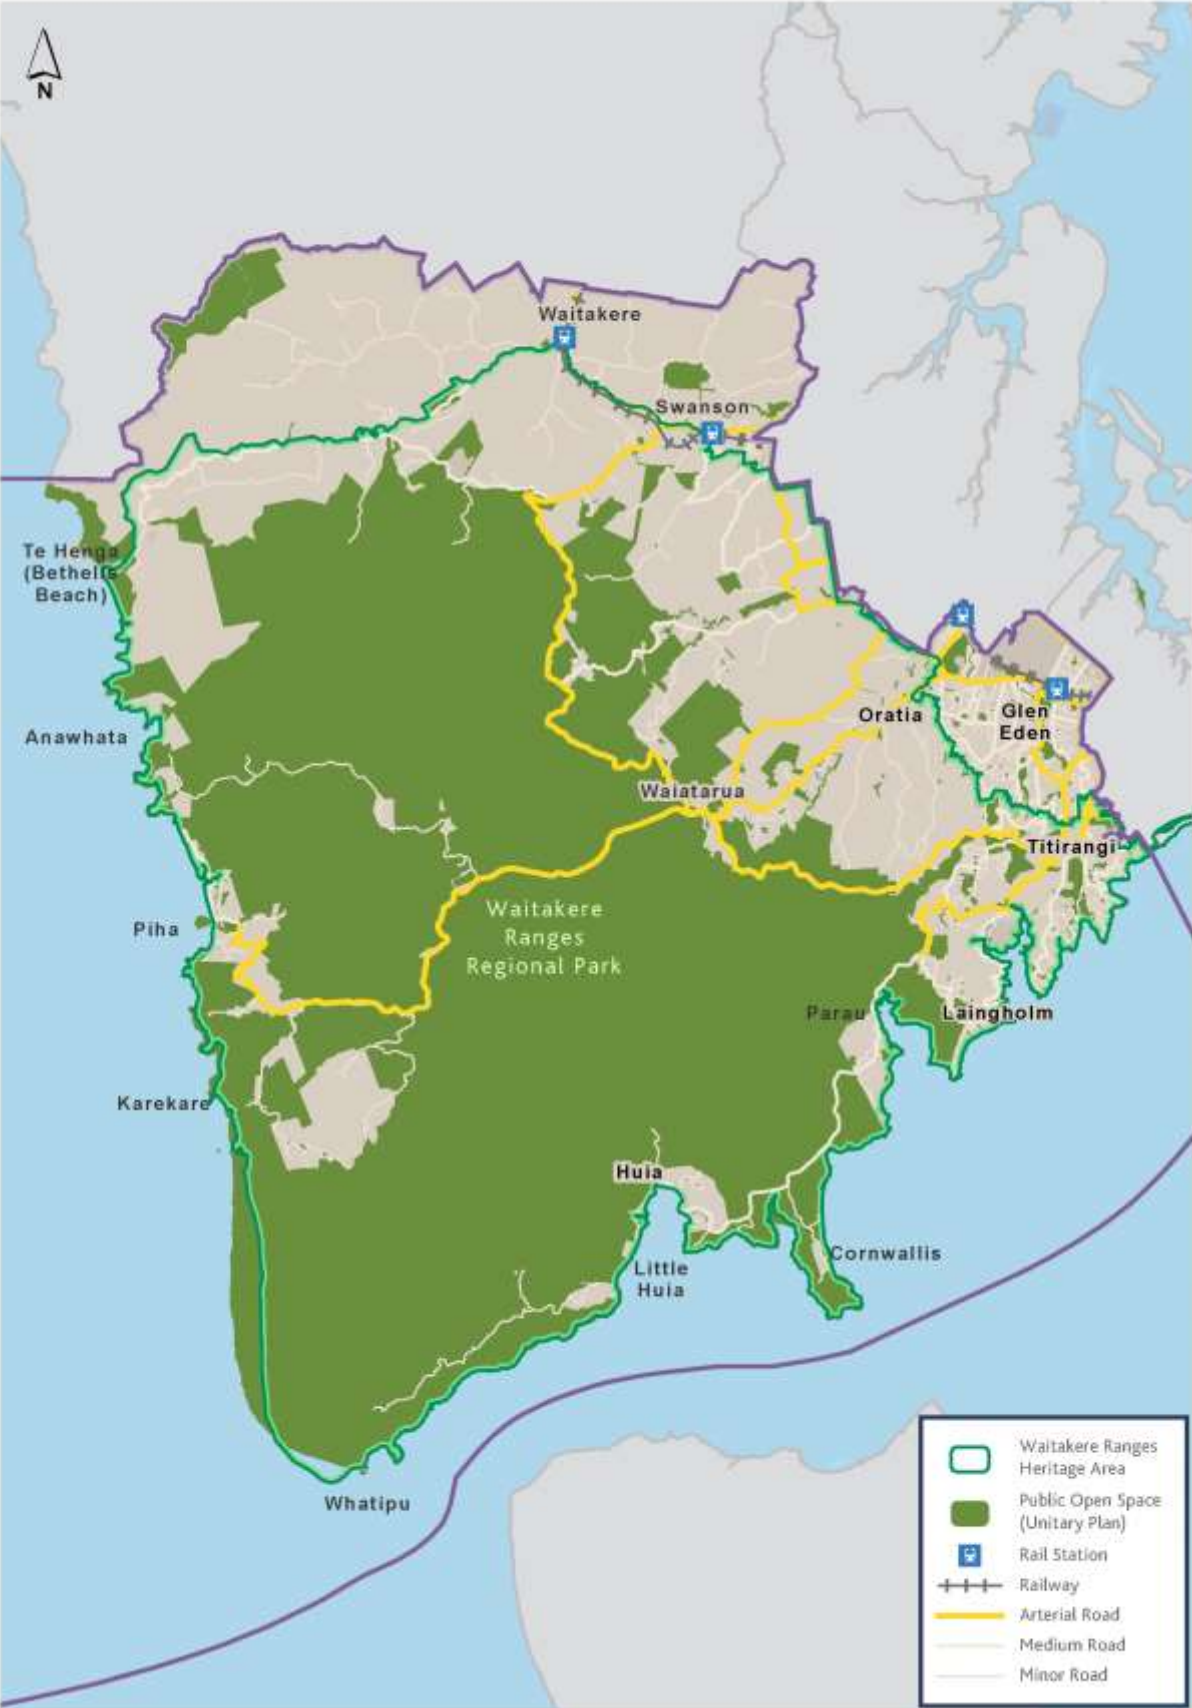 N
Waitakere
Swanson
Te Henga
(Bethells
Beach)
Anawhata
Oratia
Glen
Eden
Waiatarua
Titirangi
Piha
Waitakere
Ranges
Regional Park
Parau
Laingholm
Karekare
Huia
Cornwallis
Little
Huia
Whatipu
Waitakere Ranges
Heritage Area
Public Open Space
(Unitary Plan)
Rail Station
Railway
Arterial Road
Medium Road
Minor Road